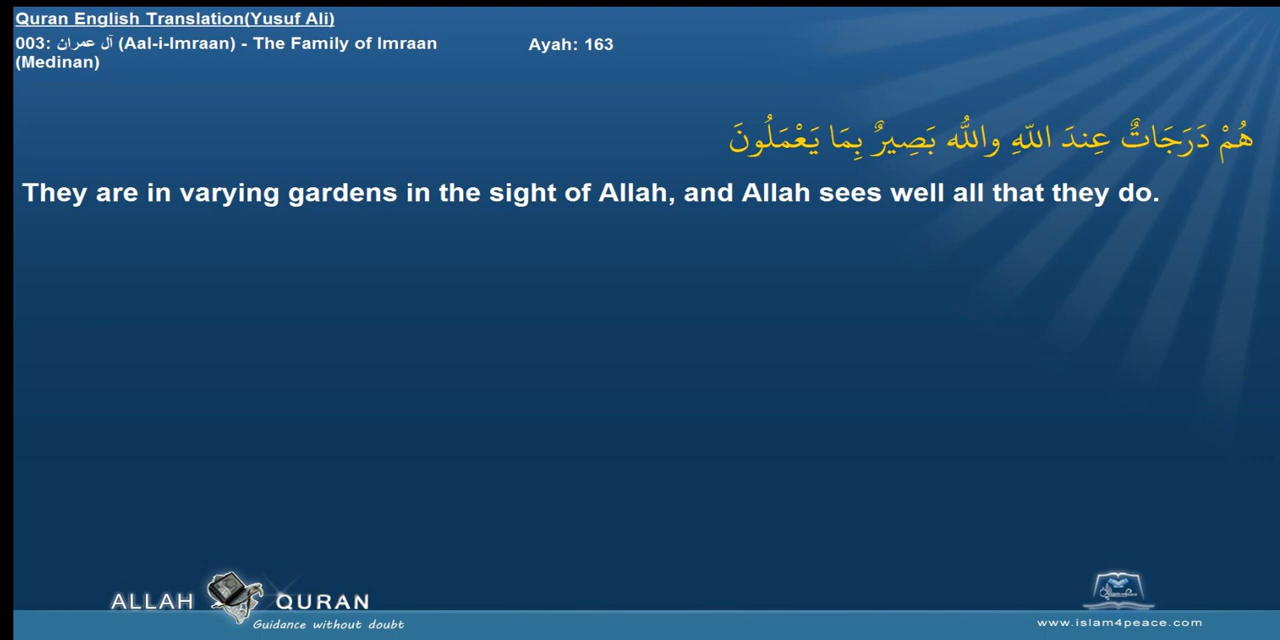 Quran English Translation(Yusuf Ali)
003: آل عمران (Aal-i-Imraan) - The Family of Imraan
(Medinan)
Ayah: 163
هُمْ دَرَجَاتٌ عِندَ اللّهِ واللّه بَصِيرٌ بِمَا يَعْمَلُونَ
They are in varying gardens in the sight of Allah, and Allah sees well all that they do.
ALLAH QURAN
Guidance without doubt
www.islam4peace.com